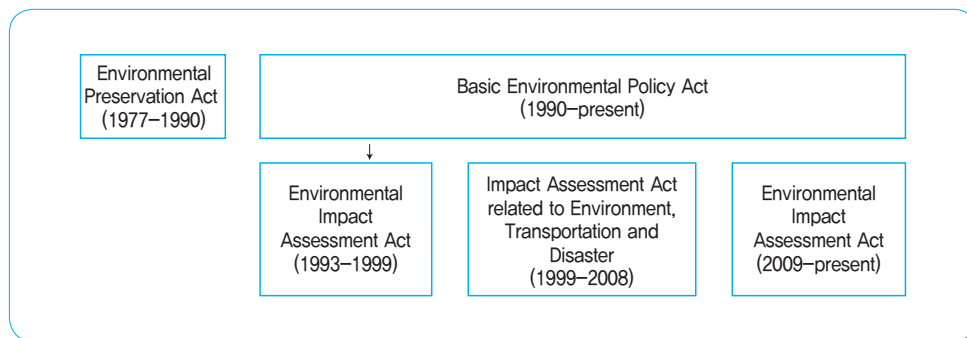 Environmental
Preservation Act
(1977–1990)
Basic Environmental Policy Act
(1990–present)
↓
Environmental
Impact
Assessment Act
(1993–1999)
Impact Assessment Act
related to Environment,
Transportation and
Disaster
(1999–2008)
Environmental
Impact
Assessment Act
(2009–present)